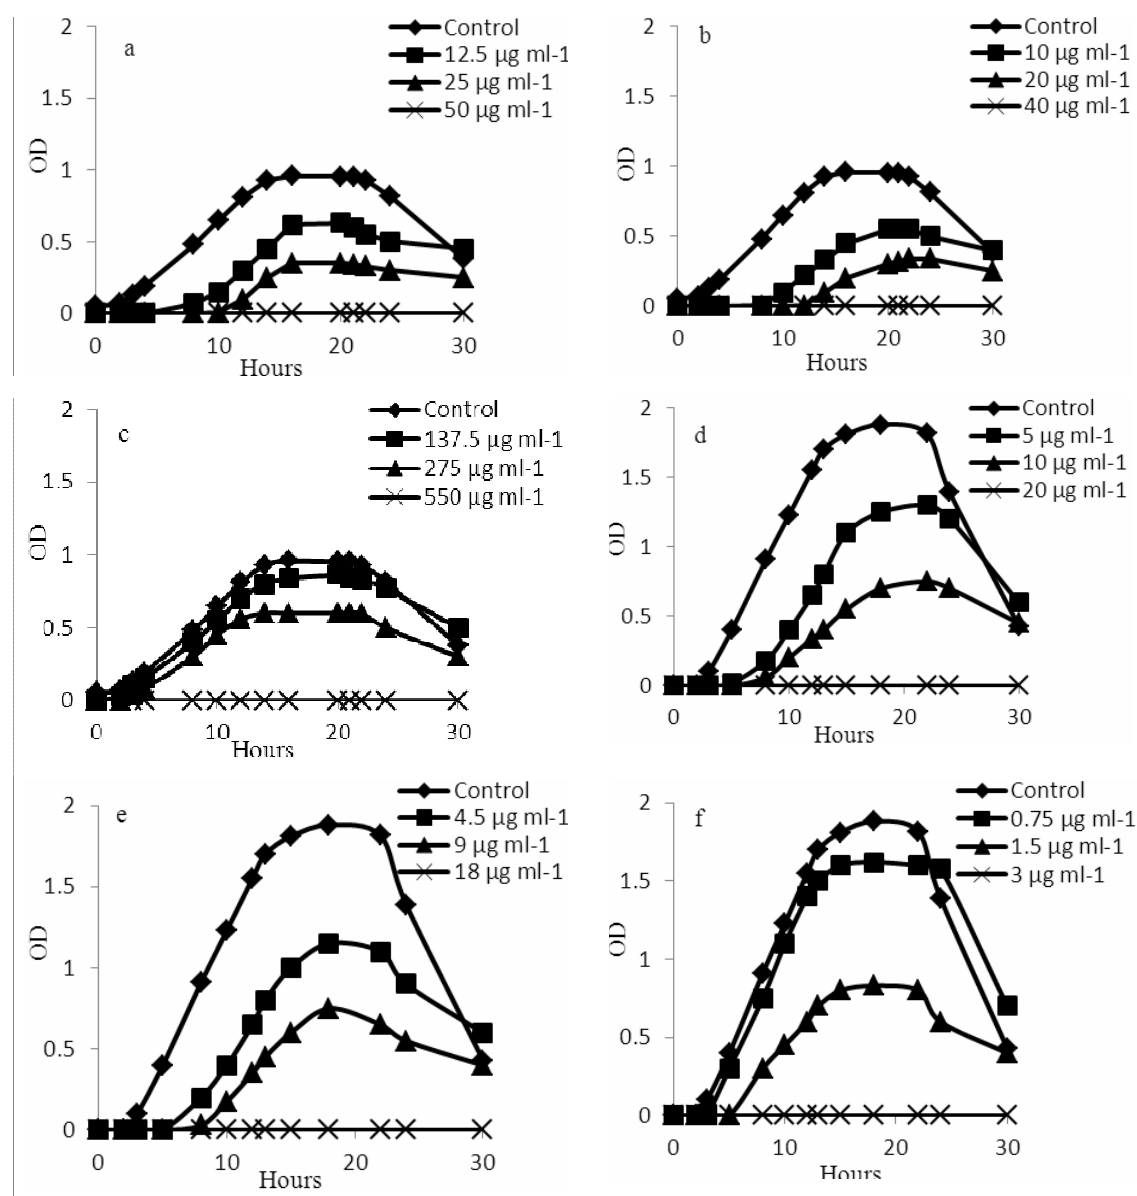 a
Control
12.5 µg ml-1
25 µg ml-1
50 µg ml-1
2
1.5
1
0.5
0
OD
0 10 20 30
Hours
b
Control
10 µg ml-1
20 µg ml-1
40 µg ml-1
2
1.5
1
0.5
0
OD
0 10 20 30
Hours
c
Control
137.5 µg ml-1
275 µg ml-1
550 µg ml-1
2
1.5
1
0.5
0
OD
0 10 20 30
Hours
d
Control
5 µg ml-1
10 µg ml-1
20 µg ml-1
2
1.5
1
0.5
0
OD
0 10 20 30
Hours
e
Control
4.5 µg ml-1
9 µg ml-1
18 µg ml-1
2
1.5
1
0.5
0
OD
0 10 20 30
Hours
f
Control
0.75 µg ml-1
1.5 µg ml-1
3 µg ml-1
2
1.5
1
0.5
0
OD
0 10 20 30
Hours